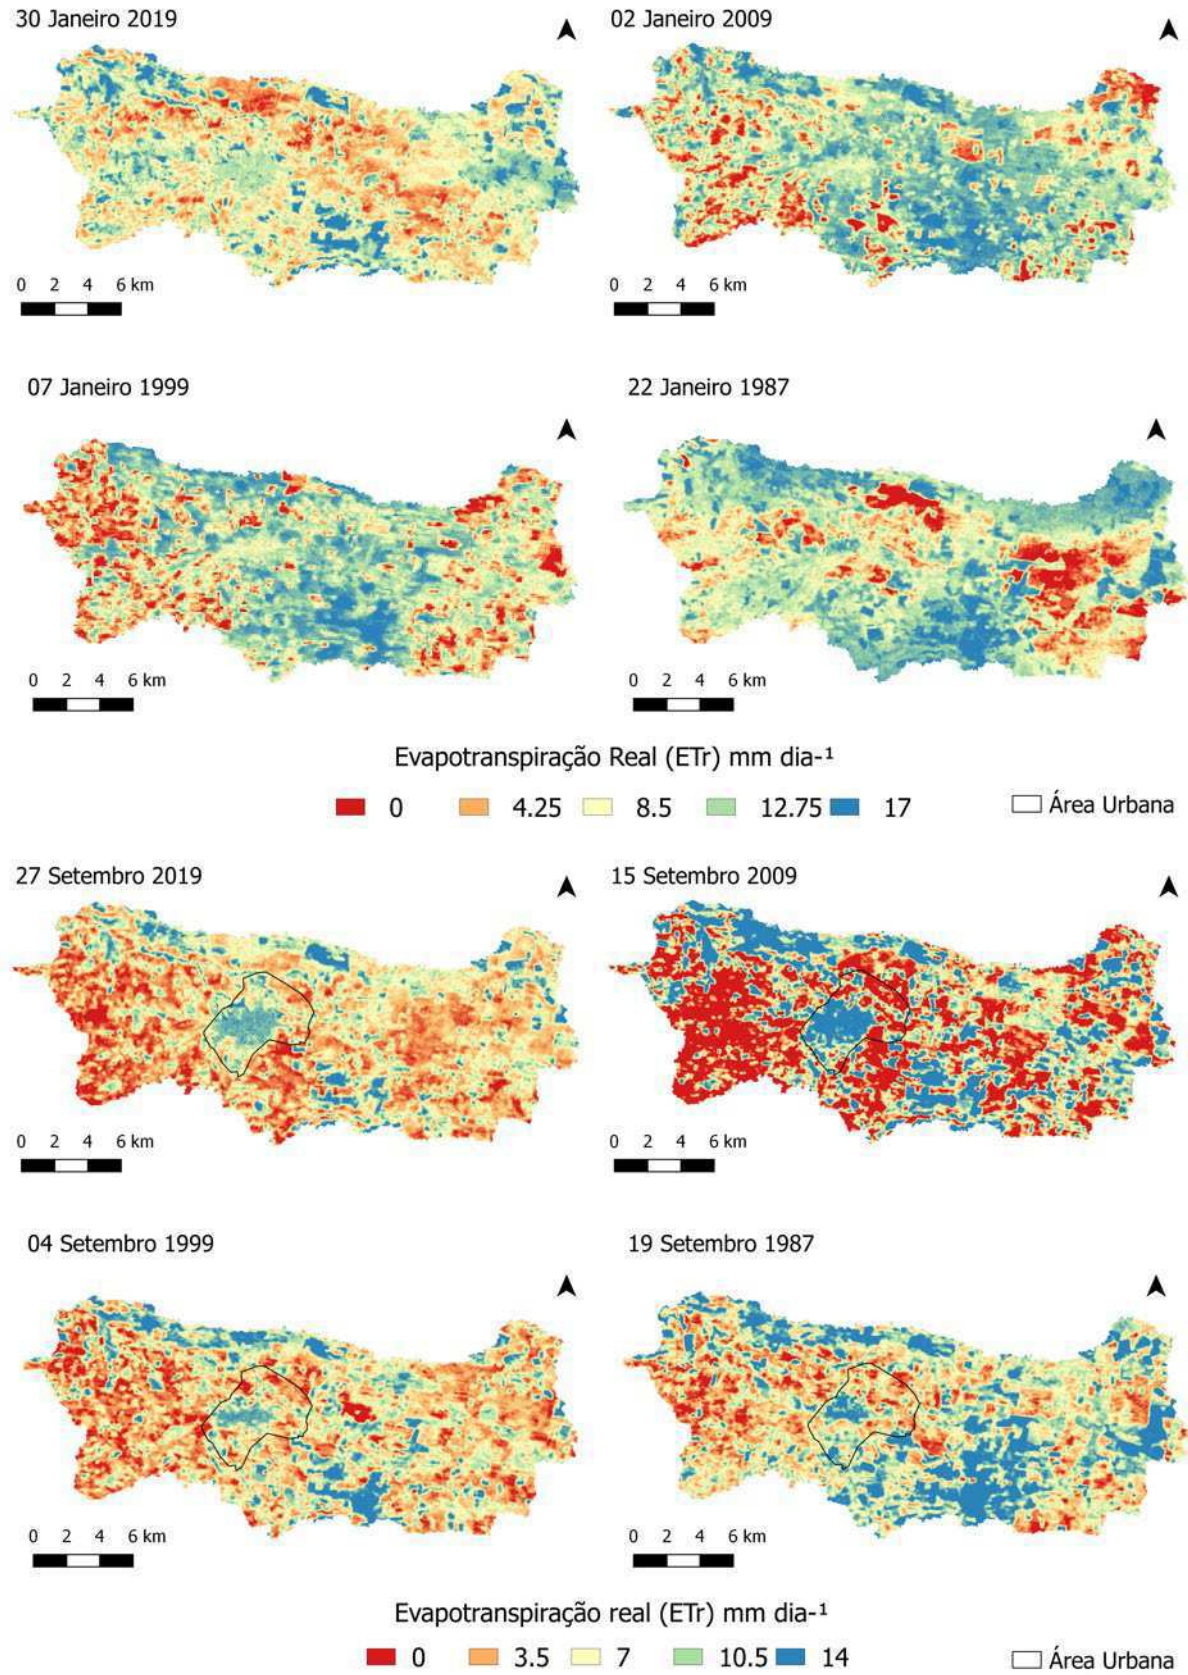 30 Janeiro 2019
02 Janeiro 2009
0 2 4 6 km
0 2 4 6 km
07 Janeiro 1999
22 Janeiro 1987
0 2 4 6 km
0 2 4 6 km
Evapotranspiração Real (ETr) mm dia-¹
0 4.25 8.5 12.75 17 Área Urbana
27 Setembro 2019
15 Setembro 2009
0 2 4 6 km
0 2 4 6 km
04 Setembro 1999
19 Setembro 1987
0 2 4 6 km
0 2 4 6 km
Evapotranspiração real (ETr) mm dia-¹
0 3.5 7 10.5 14 Área Urbana